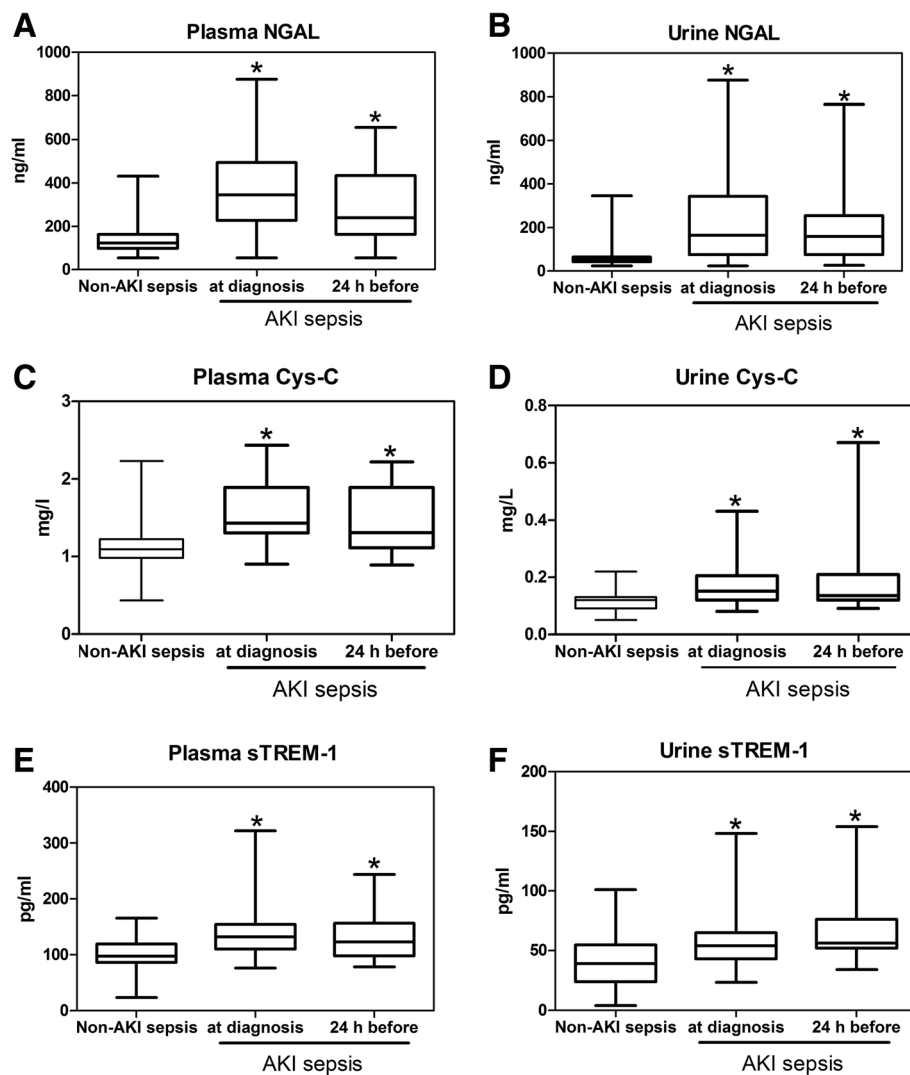 A
Plasma NGAL
1000
800
600
400
200
0
ng/ml
*
*
Non-AKI sepsis
at diagnosis
24 h before
AKI sepsis
B
Urine NGAL
1000
800
600
400
200
0
ng/ml
*
*
Non-AKI sepsis
at diagnosis
24 h before
AKI sepsis
C
Plasma Cys-C
3
2
1
0
mg/l
*
*
Non-AKI sepsis
at diagnosis
24 h before
AKI sepsis
D
Urine Cys-C
0.8
0.6
0.4
0.2
0.0
mg/L
*
*
Non-AKI sepsis
at diagnosis
24 h before
AKI sepsis
E
Plasma sTREM-1
400
300
200
100
0
pg/ml
*
*
Non-AKI sepsis
at diagnosis
24 h before
AKI sepsis
F
Urine sTREM-1
200
150
100
50
0
pg/ml
*
*
Non-AKI sepsis
at diagnosis
24 h before
AKI sepsis